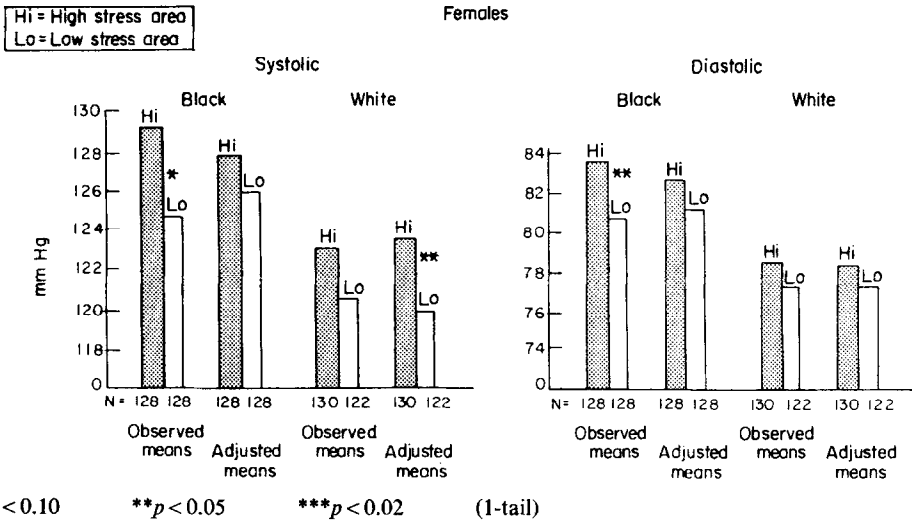 Hi = High stress area
Lo = Low stress area
Females
Systolic
Diastolic
Black
White
Black
White
mm Hg
130
128
126
124
122
120
118
0
Hi
*
Lo
Hi
Lo
Hi
Lo
Hi
**
Lo
84
82
80
78
76
74
0
Hi
**
Lo
Hi
Lo
Hi
Lo
Hi
Lo
N = 128 128 128 128 130 122 130 122
N= 128 128 128 128 130 122 130 122
Observed means
Adjusted means
Observed means
Adjusted means
Observed means
Adjusted means
Observed means
Adjusted means
< 0.10 **p < 0.05 ***p < 0.02 (1-tail)